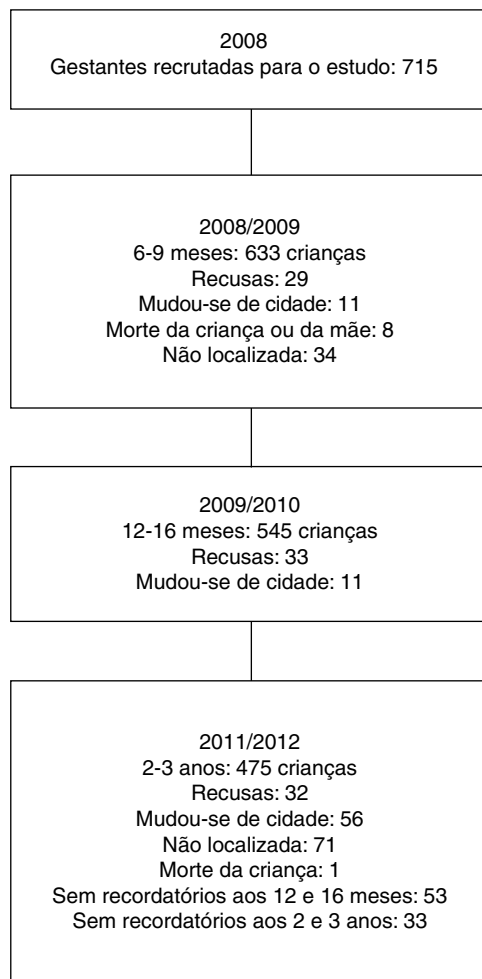 2008
Gestantes recrutadas para o estudo: 715
2008/2009
6-9 meses: 633 crianças
Recusas: 29
Mudou-se de cidade: 11
Morte da criança ou da mãe: 8
Não localizada: 34
2009/2010
12-16 meses: 545 crianças
Recusas: 33
Mudou-se de cidade: 11
2011/2012
2-3 anos: 475 crianças
Recusas: 32
Mudou-se de cidade: 56
Não localizada: 71
Morte da criança: 1
Sem recordatórios aos 12 e 16 meses: 53
Sem recordatórios aos 2 e 3 anos: 33